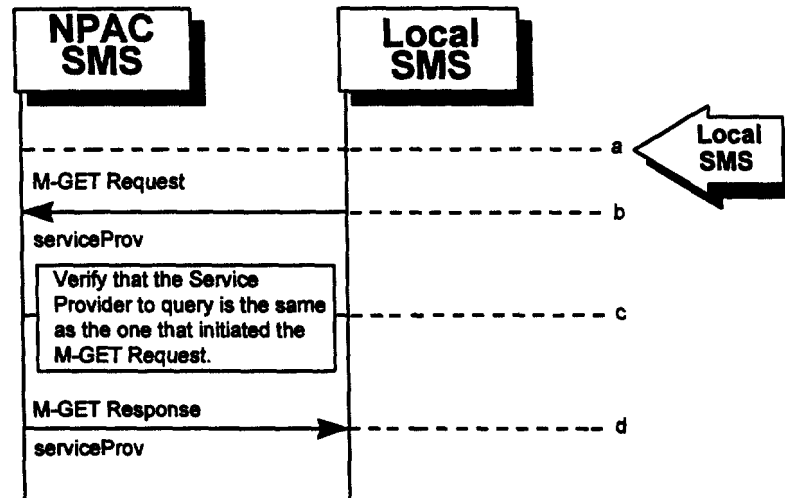 NPAC
SMS
Local
SMS
a
Local
SMS
M-GET Request
b
serviceProv
Verify that the Service
Provider to query is the same
as the one that initiated the
M-GET Request.
c
M-GET Response
d
serviceProv